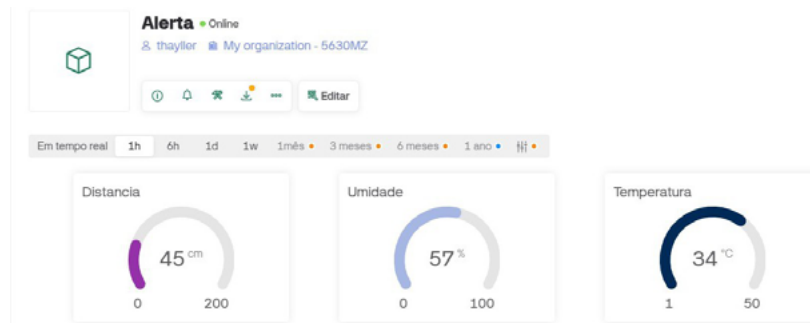 Alerta • Online
thayller My organization - 5630MZ
Editar
Em tempo real 1h 6h 1d 1w 1mês • 3 meses • 6 meses • 1 ano •
Distancia Umidade Temperatura
45 cm 57 % 34 °C
0 200 0 100 1 50